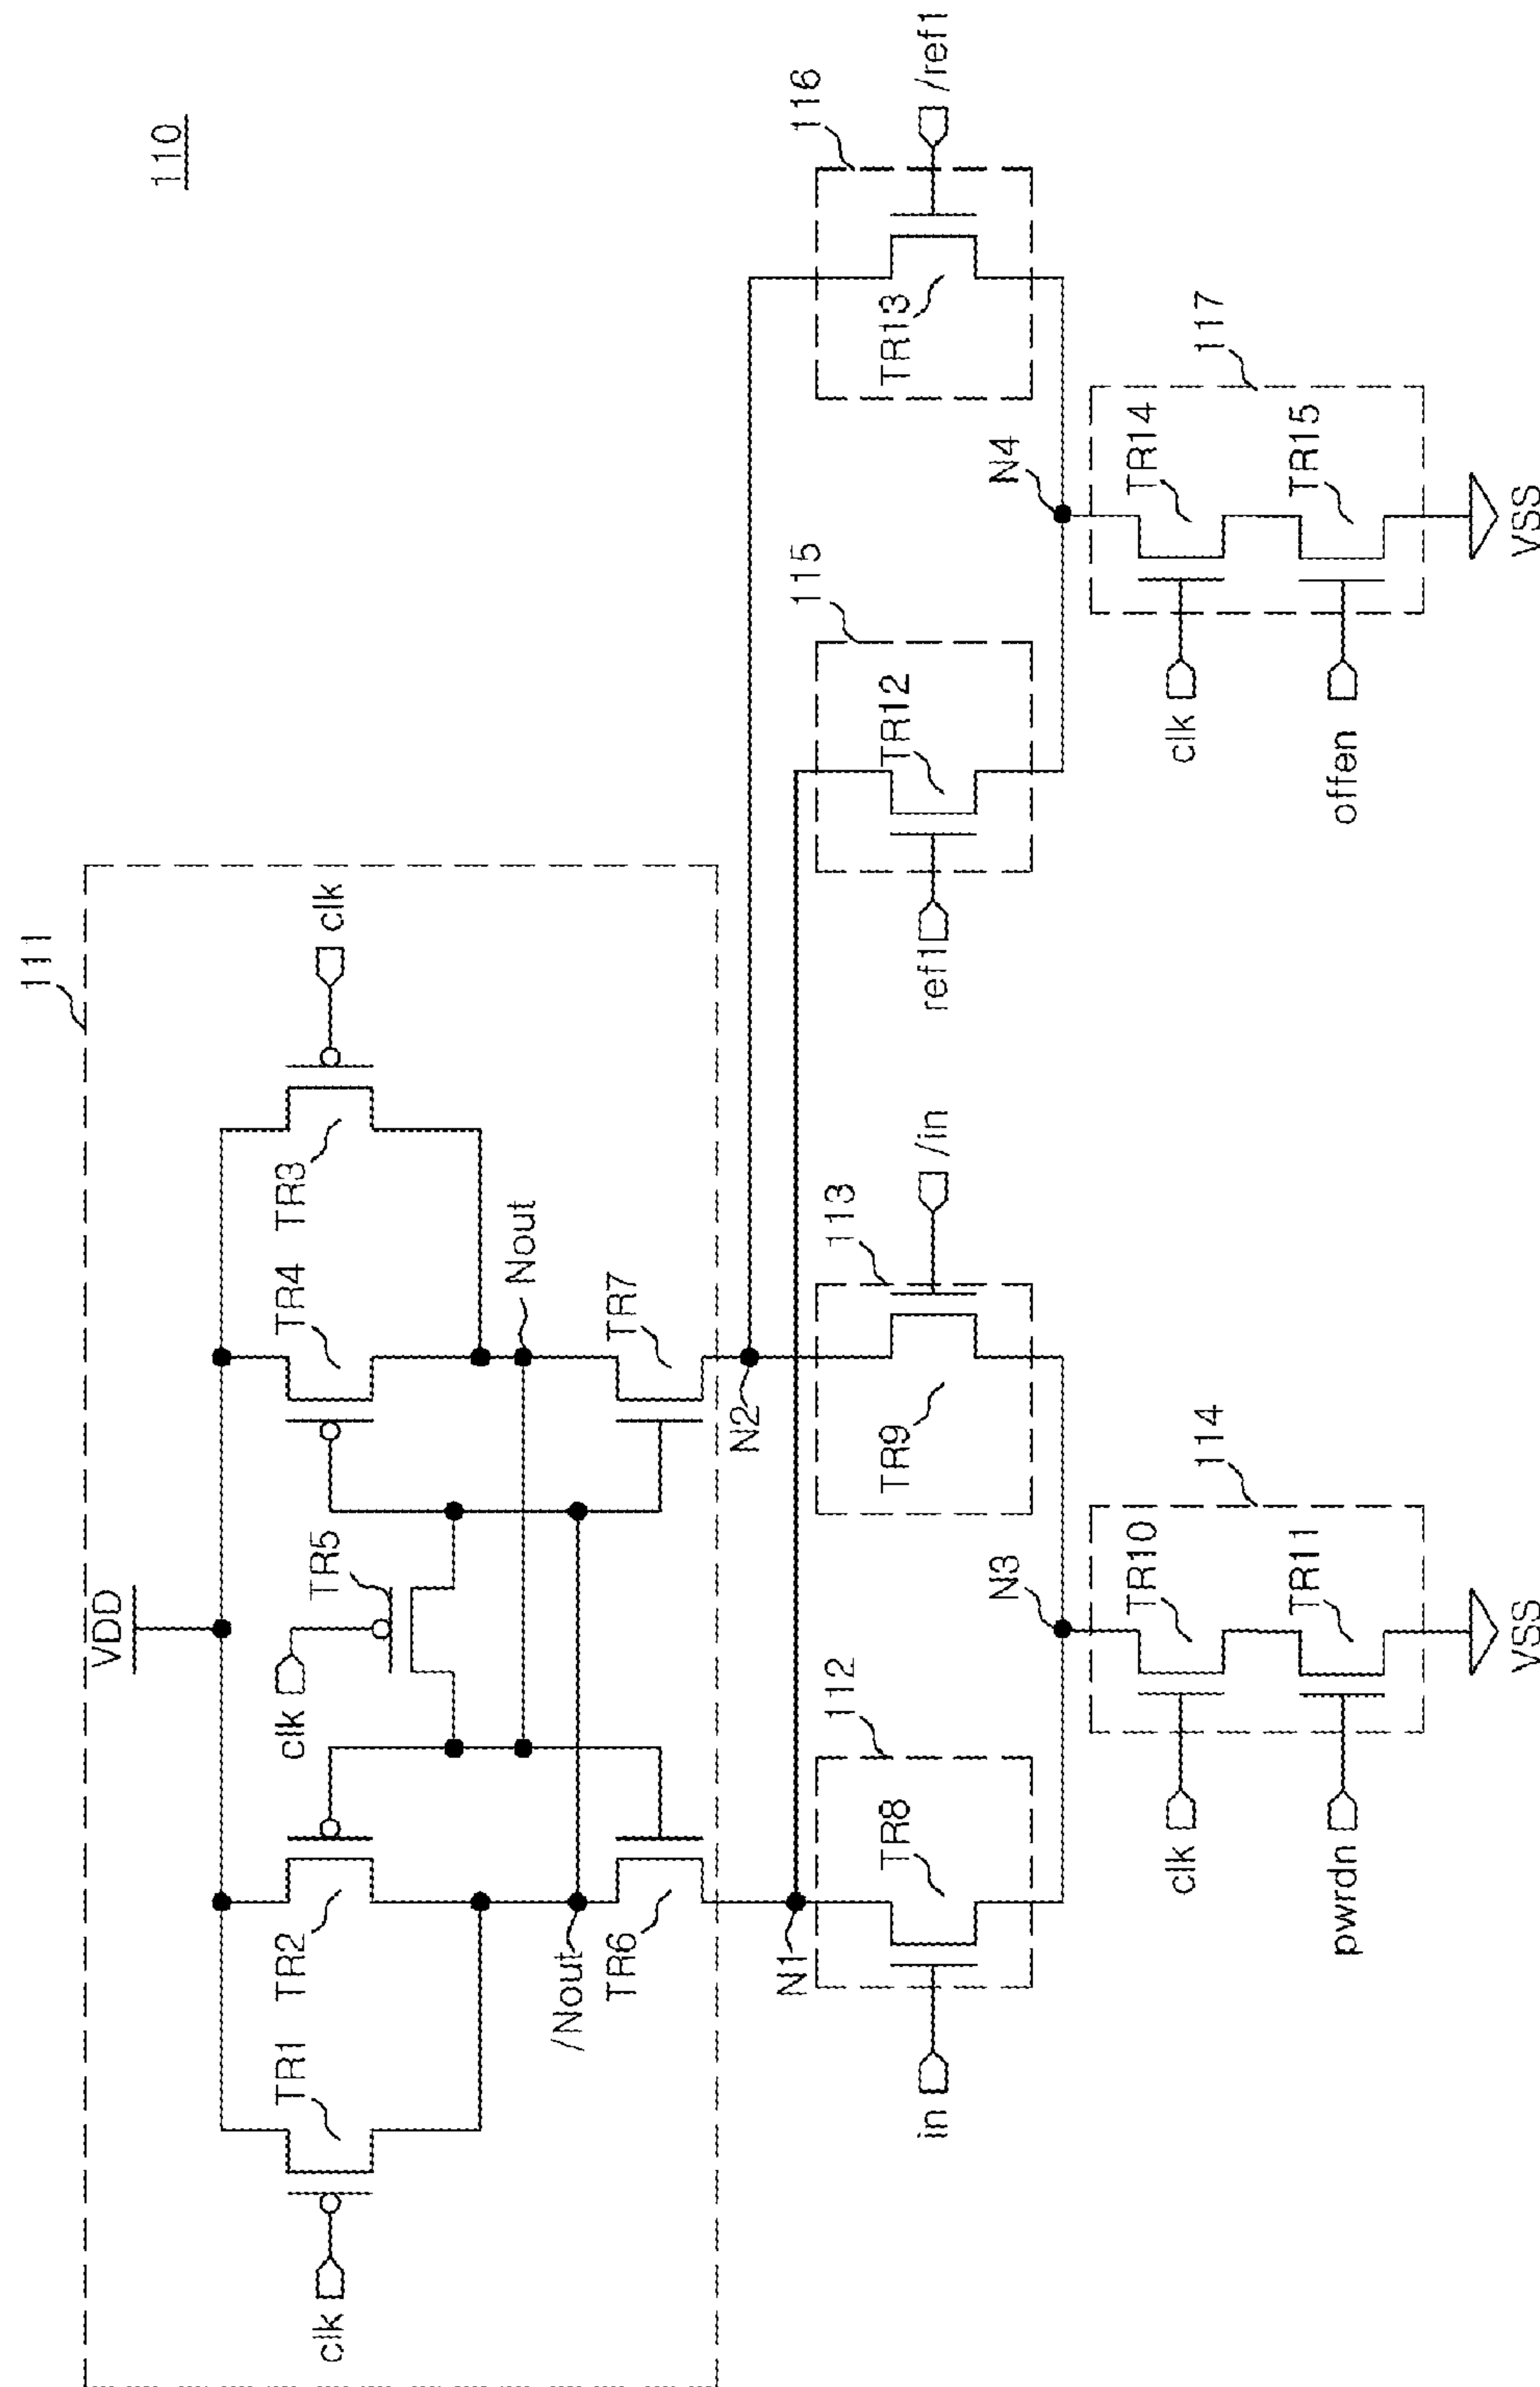 110
111
VDD
clk
TR5
clk
TR1
TR2
TR4
TR3
clk
/Nout
Nout
TR6
TR7
N1
N2
112
113
115
116
in
TR8
TR9
/in
ref1
TR12
TR13
/ref1
N3
N4
114
117
clk
TR10
clk
TR14
pwrdn
TR11
offen
TR15
VSS
VSS